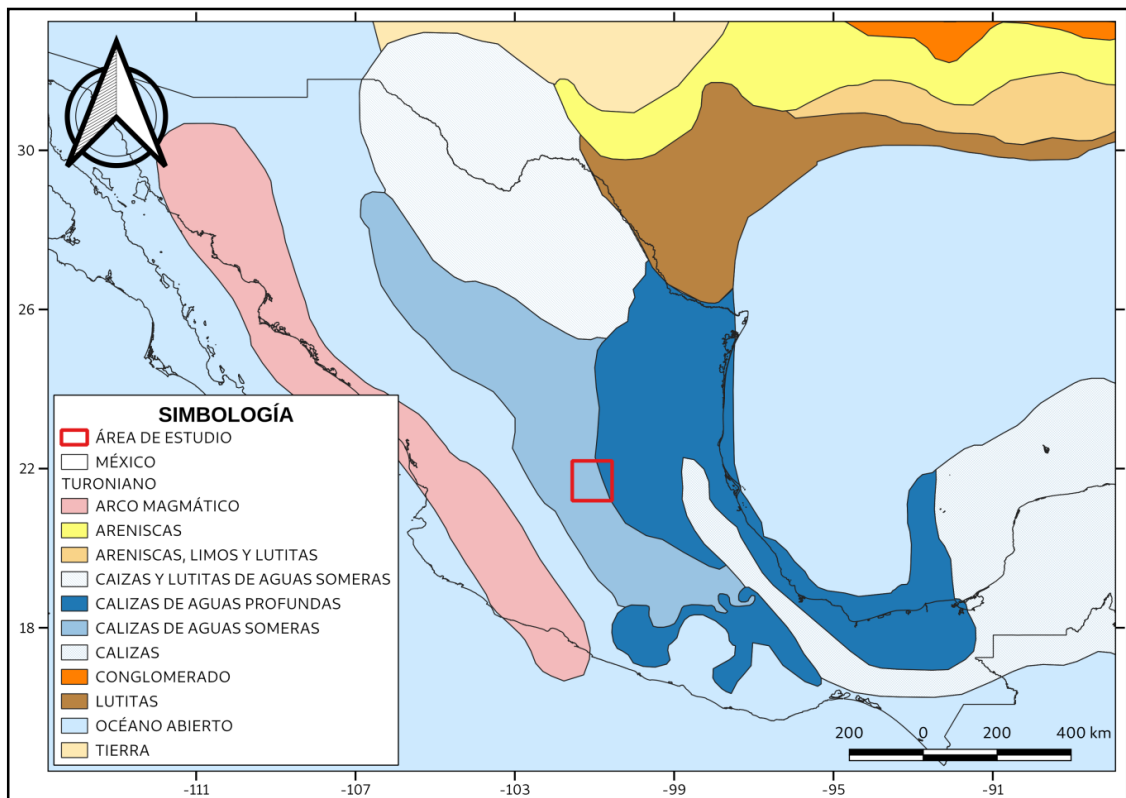 30
26
22
18
-111
-107
-103
-99
-95
-91
SIMBOLOGÍA
ÁREA DE ESTUDIO
MÉXICO
TURONIANO
ARCO MAGMÁTICO
ARENISCAS
ARENISCAS, LIMOS Y LUTITAS
CAIZAS Y LUTITAS DE AGUAS SOMERAS
CALIZAS DE AGUAS PROFUNDAS
CALIZAS DE AGUAS SOMERAS
CALIZAS
CONGLOMERADO
LUTITAS
OCÉANO ABIERTO
TIERRA
200 0 200 400 km